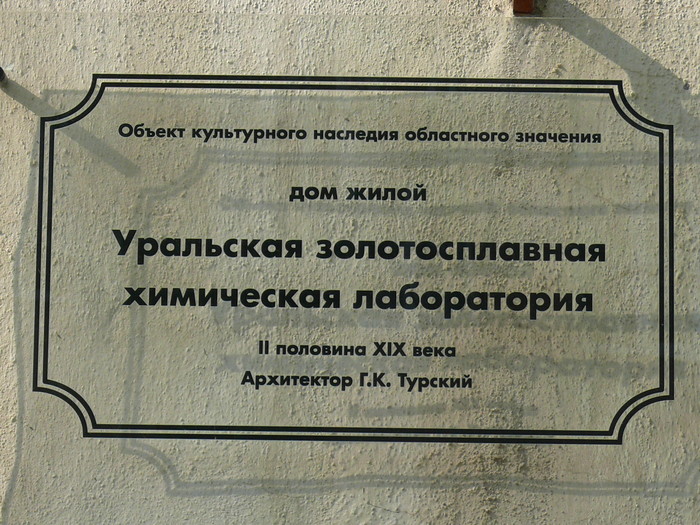 Объект культурного наследия областного значения
дом жилой
Уральская золотосплавная
химическая лаборатория
II половина XIX века
Архитектор Г.К. Турский